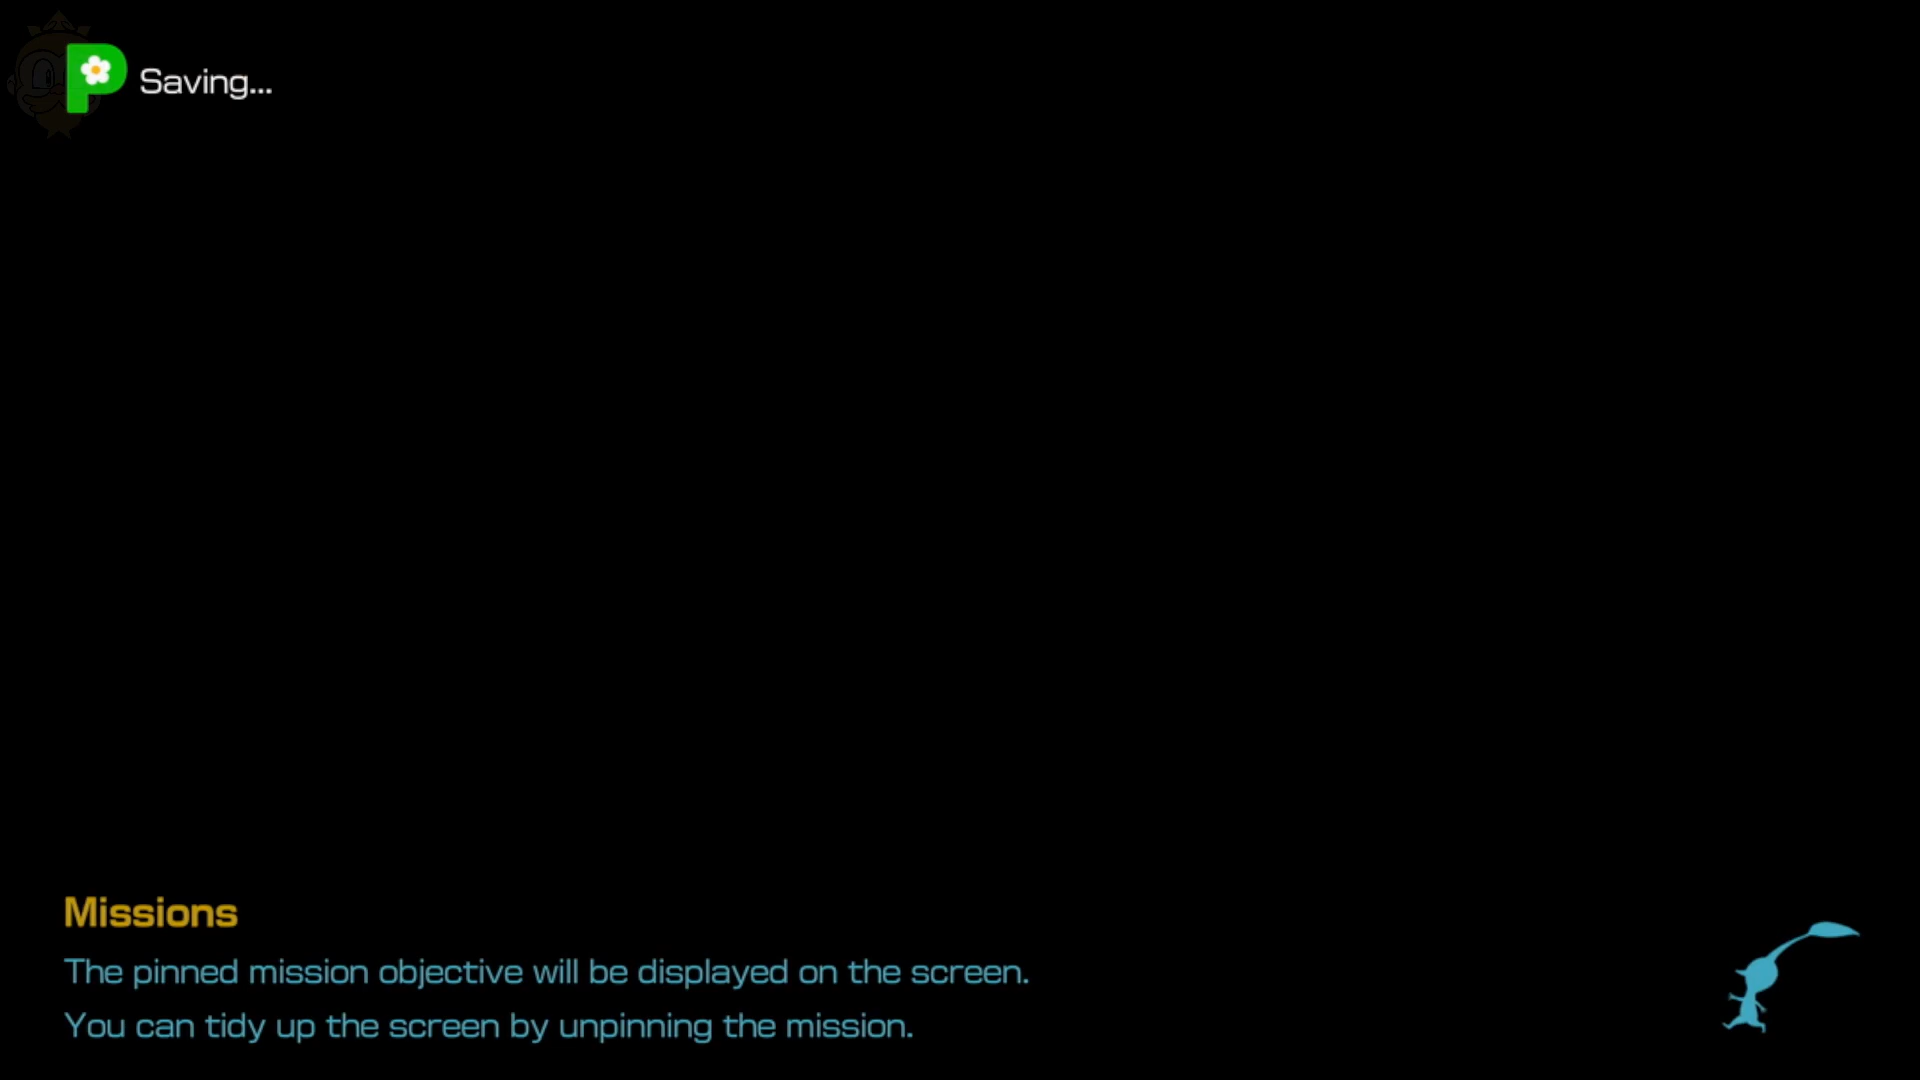 Saving...
Missions
The pinned mission objective will be displayed on the screen.
You can tidy up the screen by unpinning the mission.